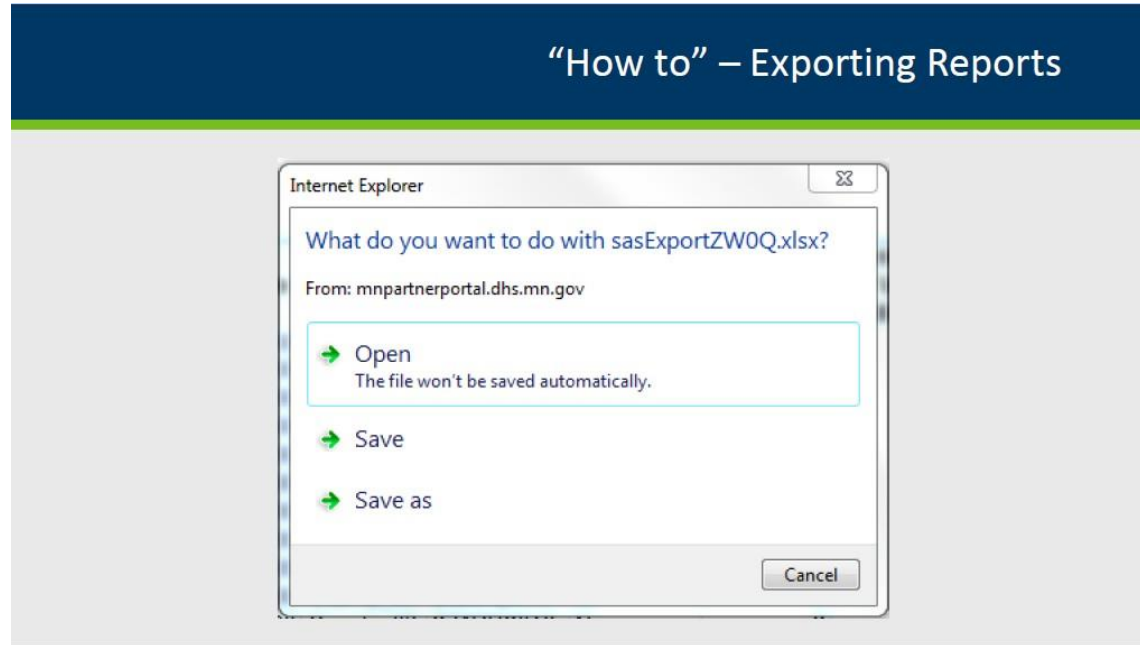 “How to” – Exporting Reports
Internet Explorer
What do you want to do with sasExportZW0Q.xlsx?
From: mnpartnerportal.dhs.mn.gov
Open
The file won't be saved automatically.
Save
Save as
Cancel